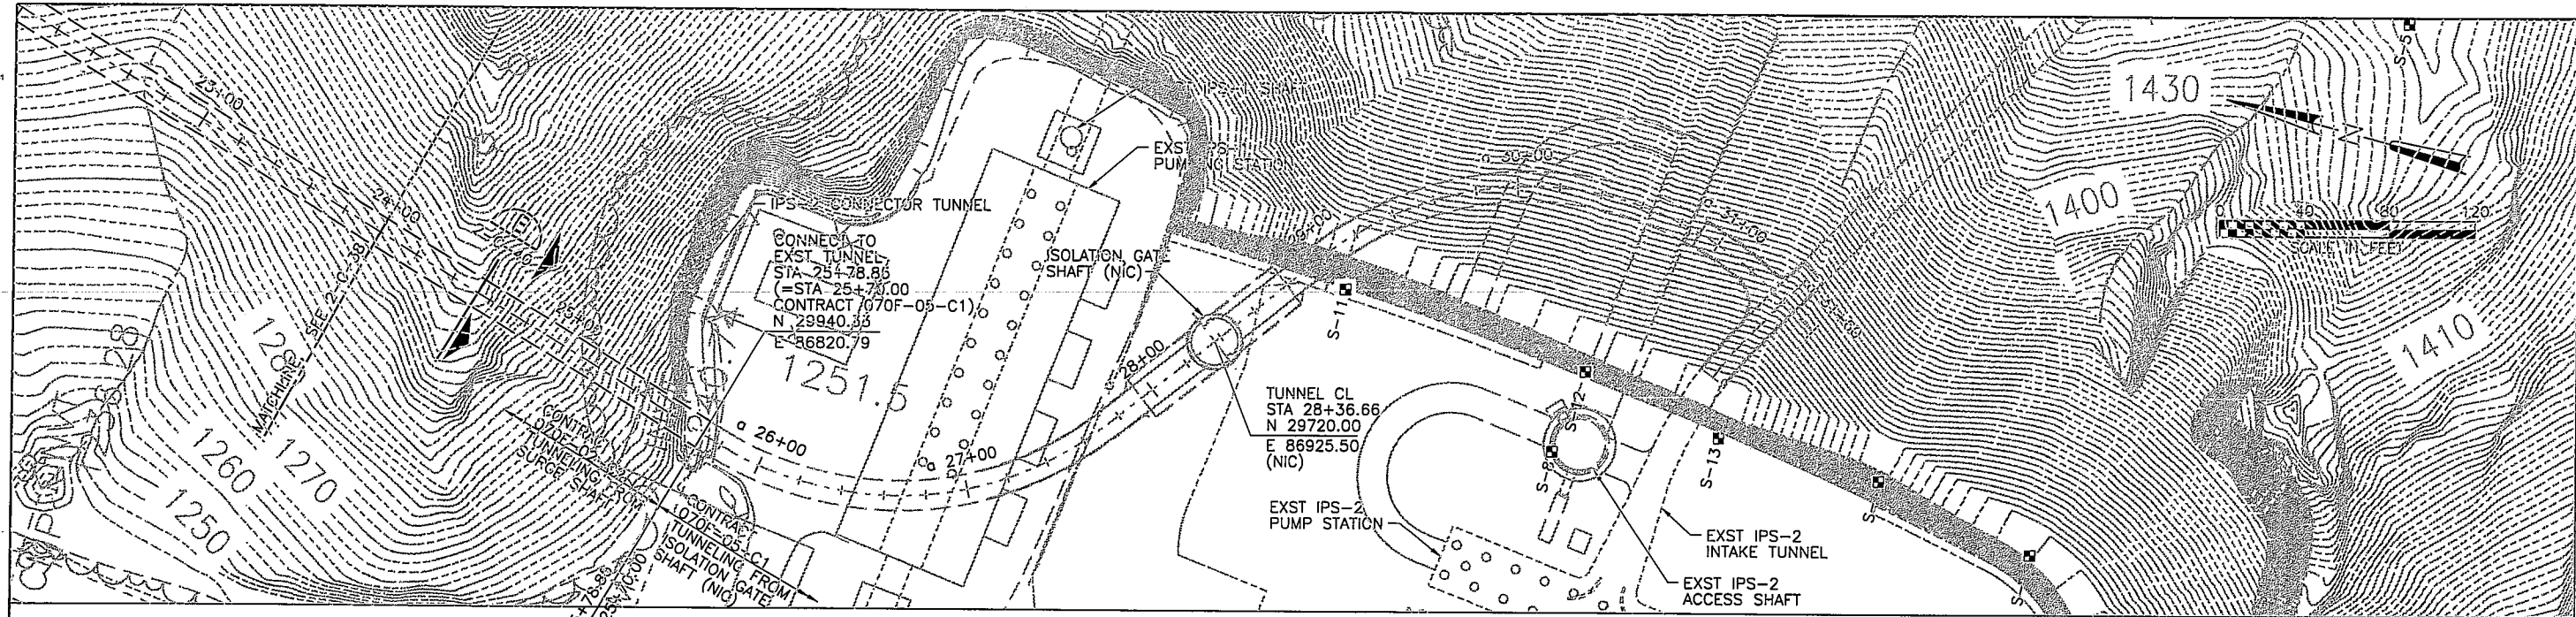 23+00
24+00
MATCHLINE
25+00
1260
1270
1250
IPS-2 CONNECTOR TUNNEL
CONNECT TO
EXST TUNNEL
STA 25+78.86
(=STA 25+70.00
CONTRACT 070F-05-C1)
N 29940.33
E 86820.79
1251.5
EXST IPS-1
PUMPING STATION
ISOLATION GATE
SHAFT (NIC)
a 26+00
a 27+00
28+00
29+00
30+00
31+00
CONTRACT
TUNNELING FROM
SURGE SHAFT
CONTRACT
070F-05-C1
TUNNELING FROM
ISOLATION GATE
SHAFT (NIC)
TUNNEL CL
STA 28+36.66
N 29720.00
E 86925.50
(NIC)
S-11
S-8
S-13
EXST IPS-2
PUMP STATION
EXST IPS-2
INTAKE TUNNEL
EXST IPS-2
ACCESS SHAFT
1430
1400
1410
0 40 80 120
SCALE IN FEET